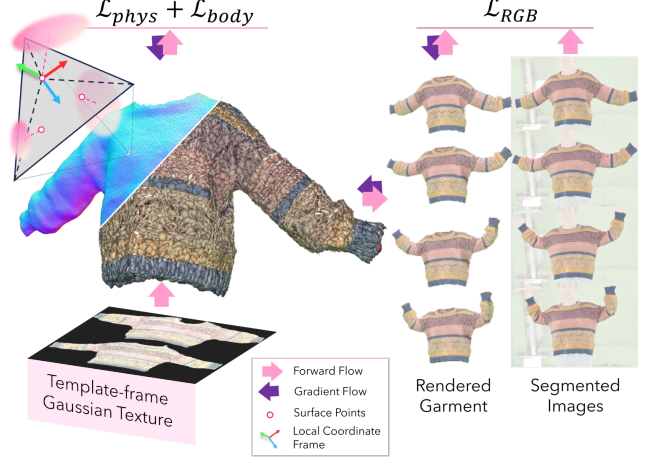 ℒ_phys + ℒ_body
ℒ_RGB
Template-frame
Gaussian Texture
Forward Flow
Gradient Flow
Surface Points
Local Coordinate
Frame
Rendered
Garment
Segmented
Images